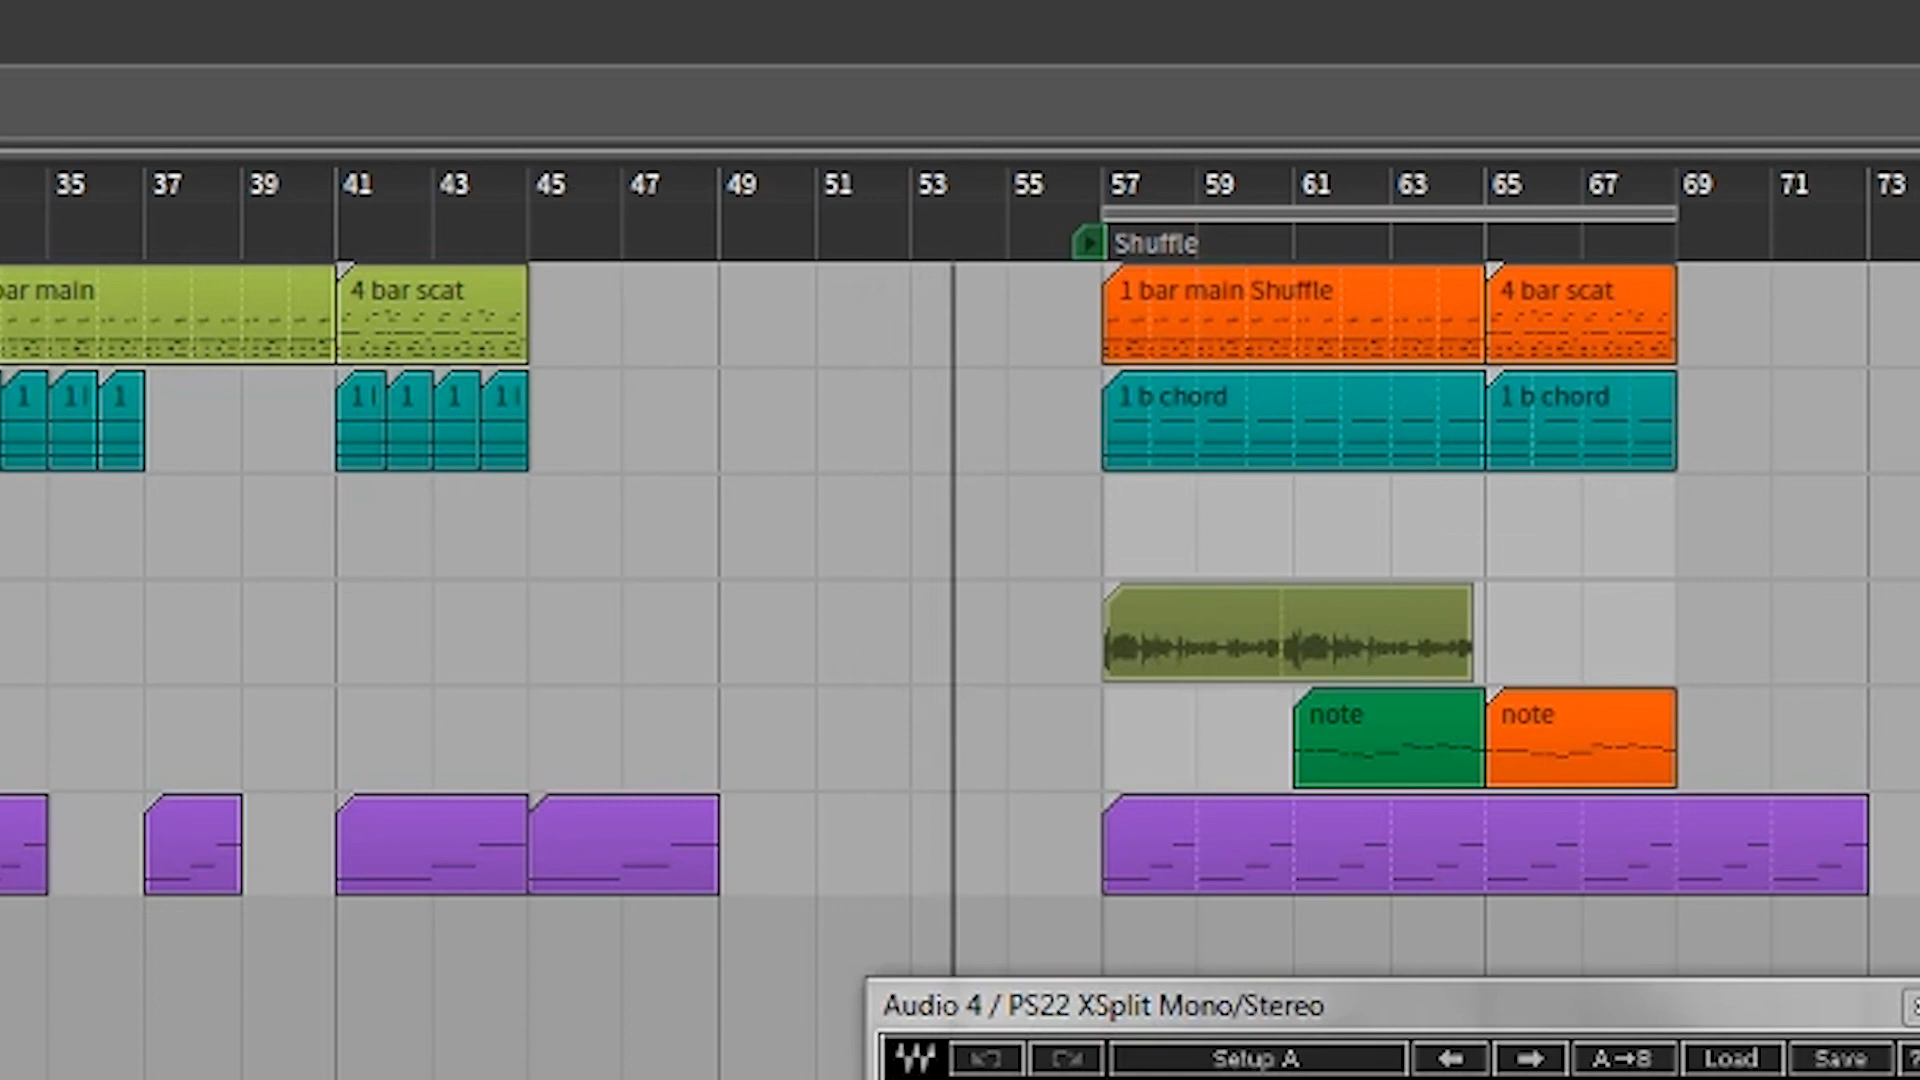 35 37 39 41 43 45 47 49 51 53 55 57 59 61 63 65 67 69 71 73
Shuffle
bar main 4 bar scat 1 bar main Shuffle 4 bar scat
1 1 1 1 1 1 1 1 b chord 1 b chord
note note
Audio 4 / PS22 XSplit Mono/Stereo
Setup A A→B Load Save ?